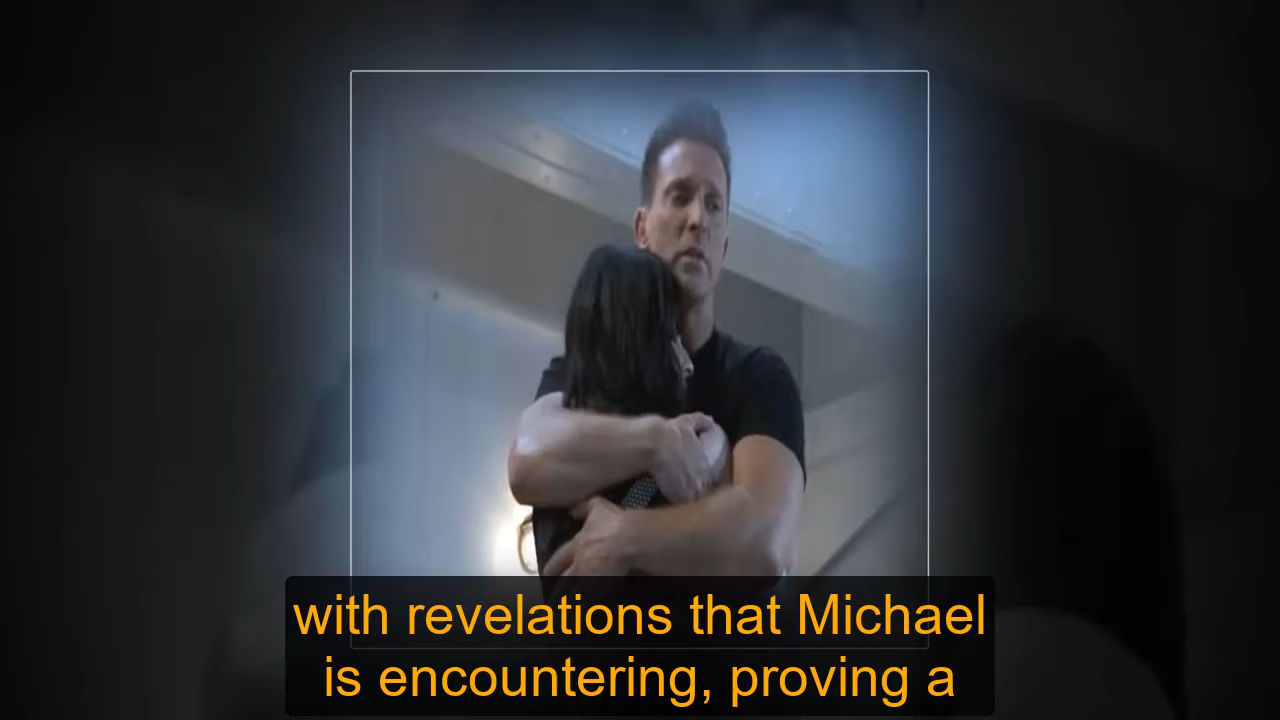 with revelations that Michael
is encountering, proving a